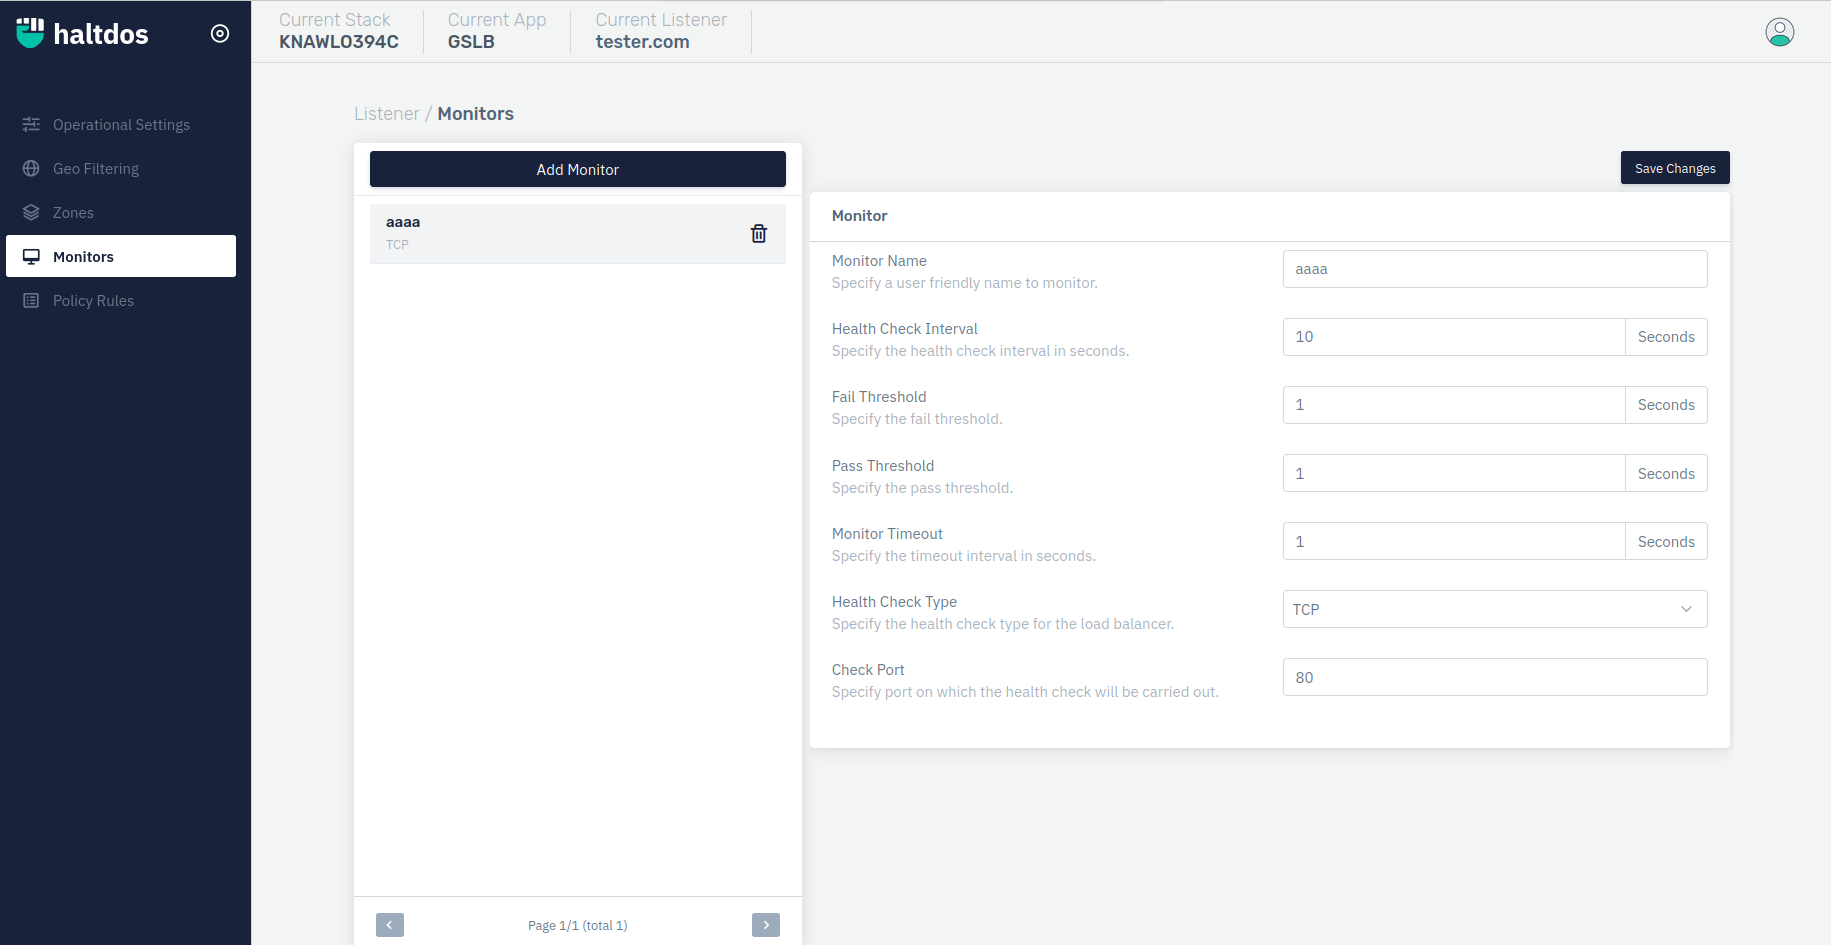 haltdos
Current Stack
KNAWLO394C
Current App
GSLB
Current Listener
tester.com
Operational Settings
Geo Filtering
Zones
Monitors
Policy Rules
Listener / Monitors
Add Monitor
aaaa
TCP
Page 1/1 (total 1)
Save Changes
Monitor
Monitor Name
Specify a user friendly name to monitor.
aaaa
Health Check Interval
Specify the health check interval in seconds.
10 Seconds
Fail Threshold
Specify the fail threshold.
1 Seconds
Pass Threshold
Specify the pass threshold.
1 Seconds
Monitor Timeout
Specify the timeout interval in seconds.
1 Seconds
Health Check Type
Specify the health check type for the load balancer.
TCP
Check Port
Specify port on which the health check will be carried out.
80